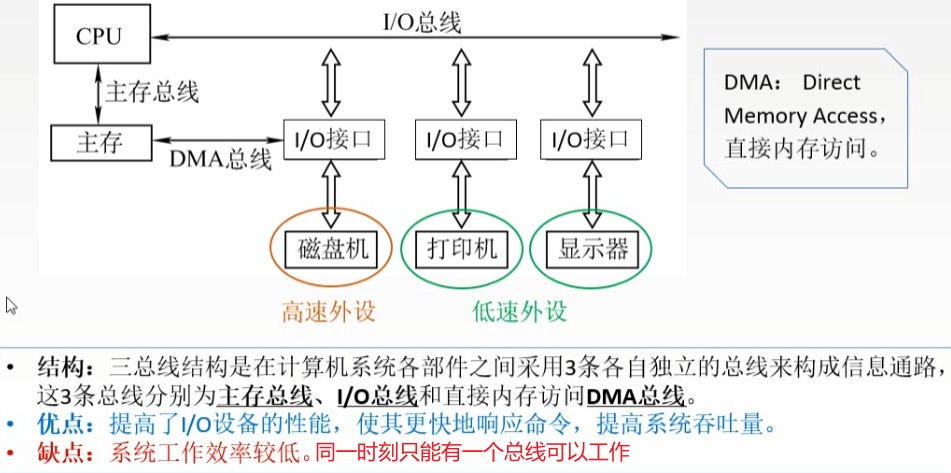 I/O总线
CPU
主存总线
主存
DMA总线
I/O接口
I/O接口
I/O接口
磁盘机
打印机
显示器
高速外设
低速外设
DMA： Direct
Memory Access，
直接内存访问。
• 结构：三总线结构是在计算机系统各部件之间采用3条各自独立的总线来构成信息通路，
这3条总线分别为主存总线、I/O总线和直接内存访问DMA总线。
• 优点：提高了I/O设备的性能，使其更快地响应命令，提高系统吞吐量。
• 缺点：系统工作效率较低。同一时刻只能有一个总线可以工作